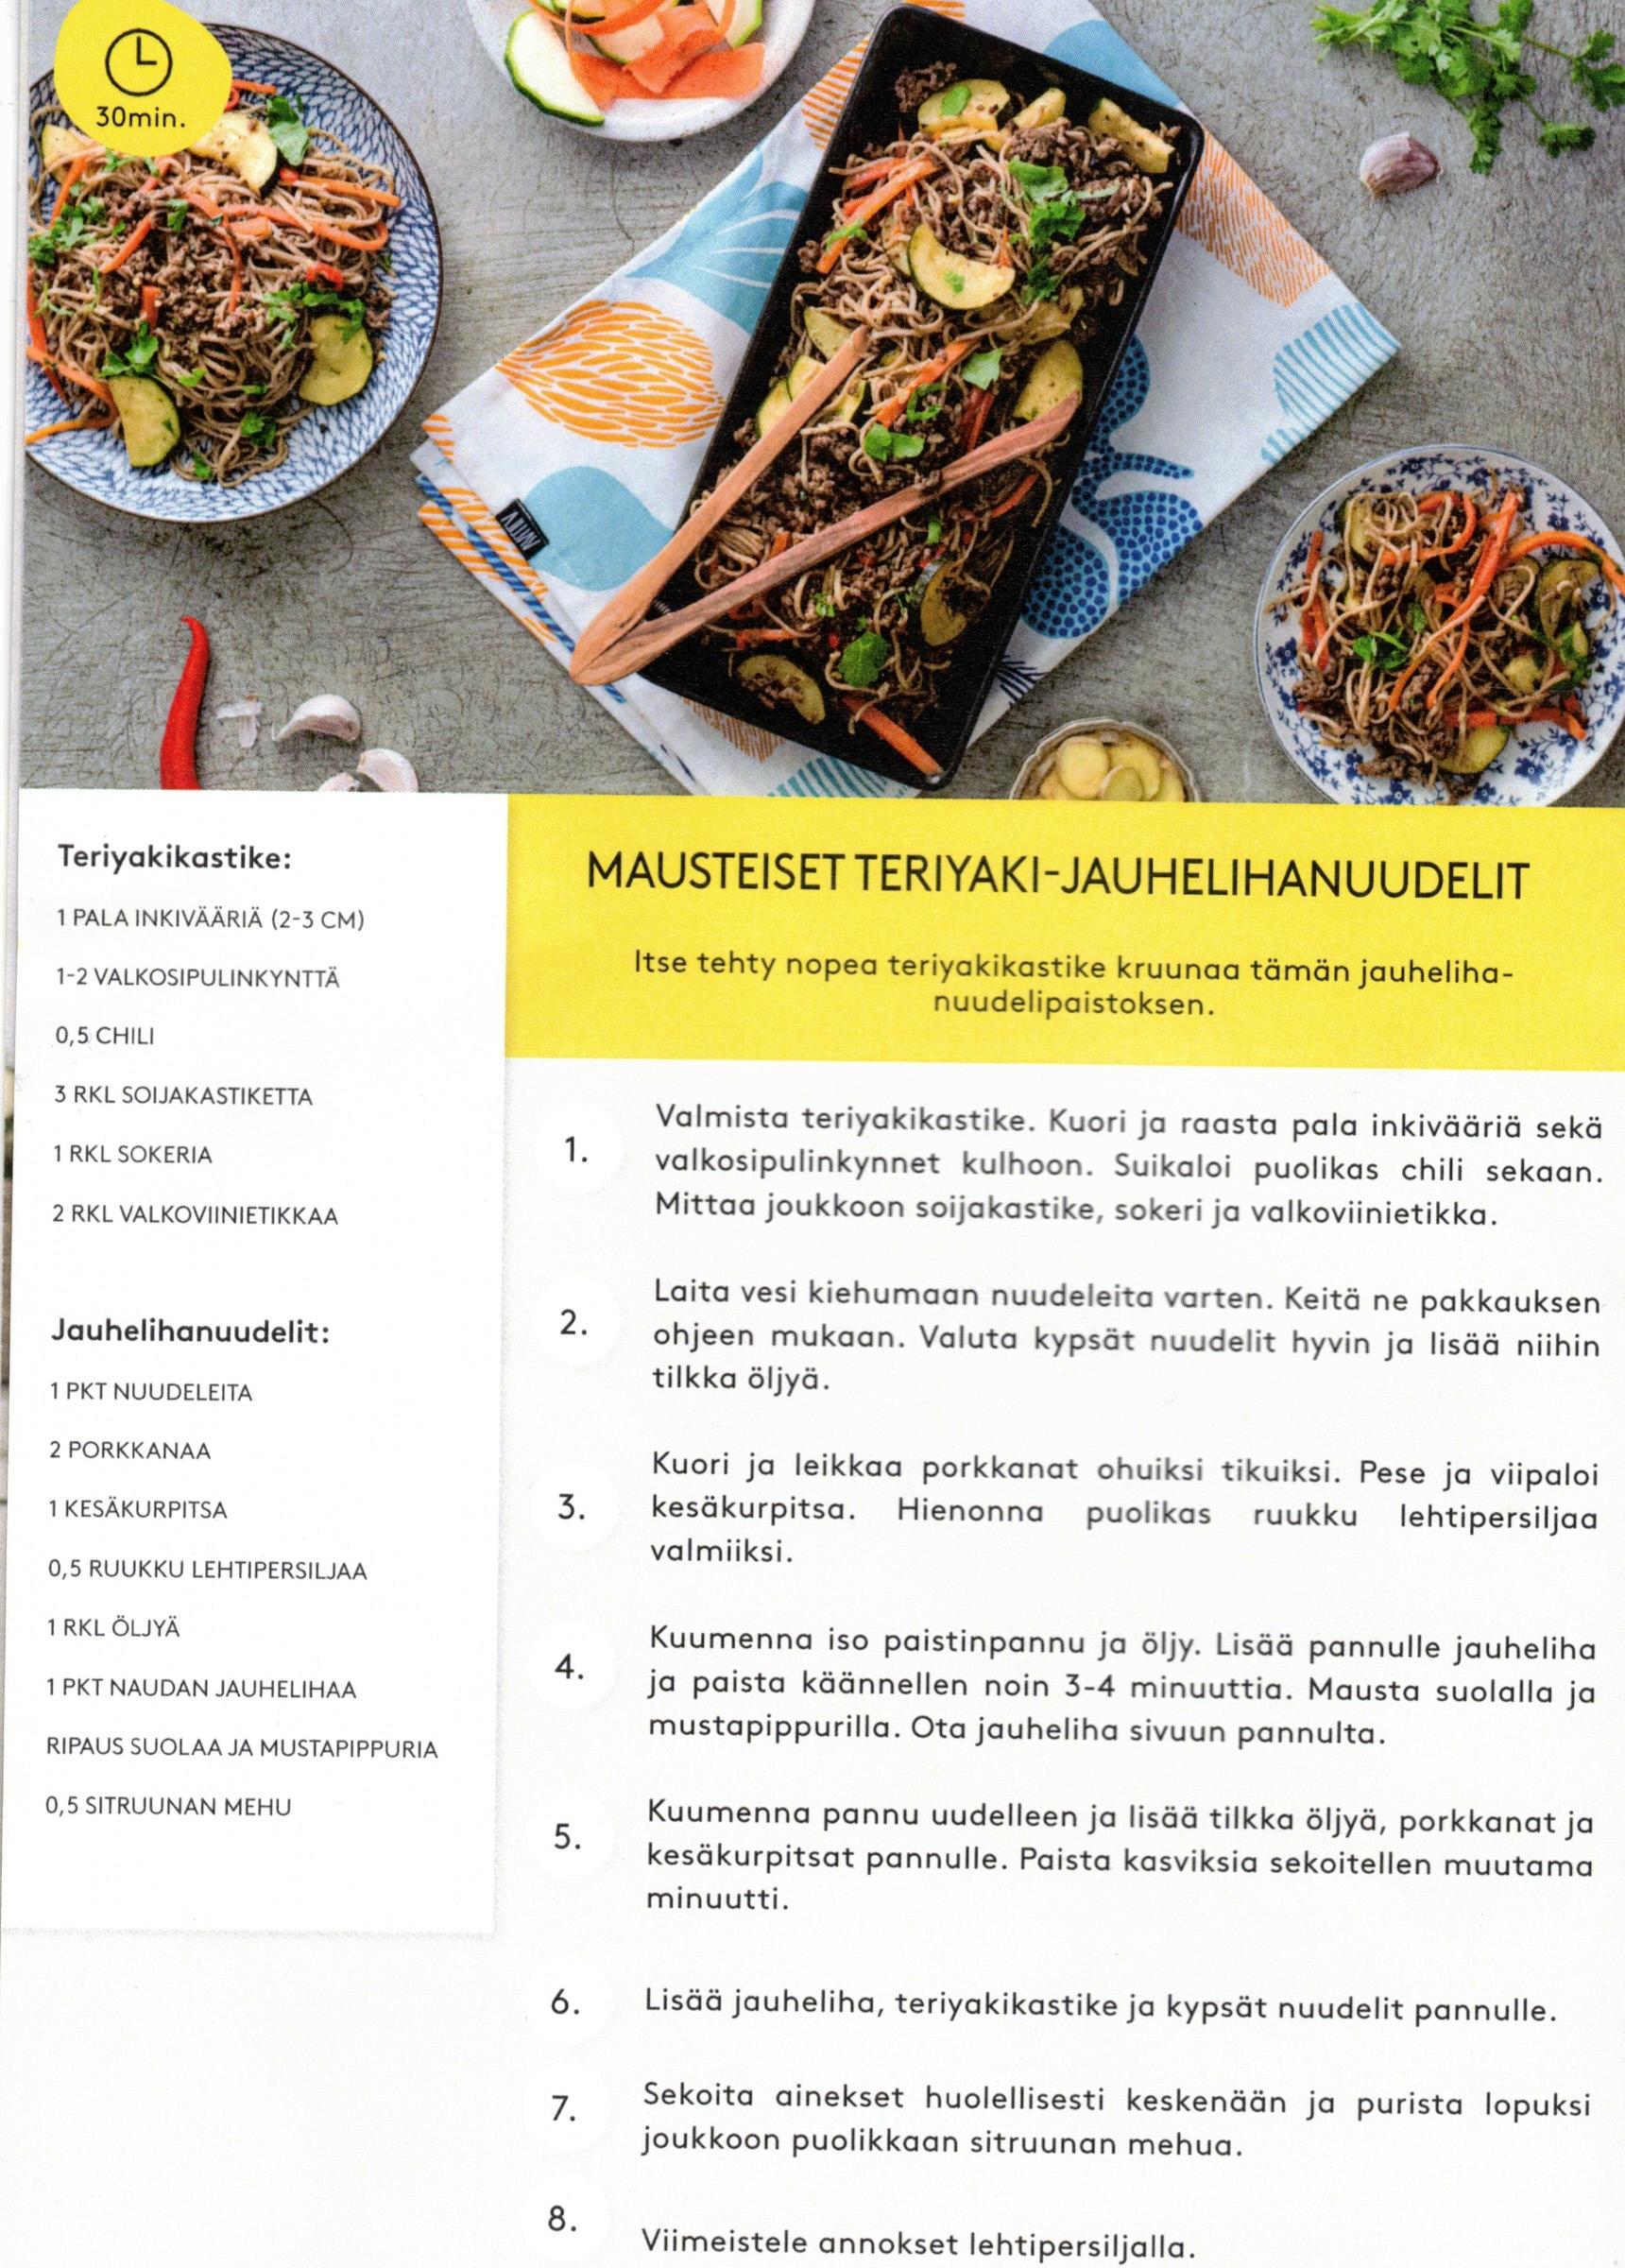 30min.
Teriyakikastike:
1 PALA INKIVÄÄRIÄ (2-3 CM)
1-2 VALKOSIPULINKYNTTÄ
0,5 CHILI
3 RKL SOIJAKASTIKETTA
1 RKL SOKERIA
2 RKL VALKOVIINIETIKKAA
Jauhelihanuudelit:
1 PKT NUUDELEITA
2 PORKKANAA
1 KESÄKURPITSA
0,5 RUUKKU LEHTIPERSILJAA
1 RKL ÖLJYÄ
1 PKT NAUDAN JAUHELIHAA
RIPAUS SUOLAA JA MUSTAPIPPURIA
0,5 SITRUUNAN MEHU
MAUSTEISET TERIYAKI-JAUHELIHANUUDELIT
Itse tehty nopea teriyakikastike kruunaa tämän jauheliha-
nuudelipaistoksen.
1.
Valmista teriyakikastike. Kuori ja raasta pala inkivääriä sekä
valkosipulinkynnet kulhoon. Suikaloi puolikas chili sekaan.
Mittaa joukkoon soijakastike, sokeri ja valkoviinietikka.
2.
Laita vesi kiehumaan nuudeleita varten. Keitä ne pakkauksen
ohjeen mukaan. Valuta kypsät nuudelit hyvin ja lisää niihin
tilkka öljyä.
3.
Kuori ja leikkaa porkkanat ohuiksi tikuiksi. Pese ja viipaloi
kesäkurpitsa. Hienonna puolikas ruukku lehtipersiljaa
valmiiksi.
4.
Kuumenna iso paistinpannu ja öljy. Lisää pannulle jauheliha
ja paista käännellen noin 3-4 minuuttia. Mausta suolalla ja
mustapippurilla. Ota jauheliha sivuun pannulta.
5.
Kuumenna pannu uudelleen ja lisää tilkka öljyä, porkkanat ja
kesäkurpitsat pannulle. Paista kasviksia sekoitellen muutama
minuutti.
6.
Lisää jauheliha, teriyakikastike ja kypsät nuudelit pannulle.
7.
Sekoita ainekset huolellisesti keskenään ja purista lopuksi
joukkoon puolikkaan sitruunan mehua.
8.
Viimeistele annokset lehtipersiljalla.